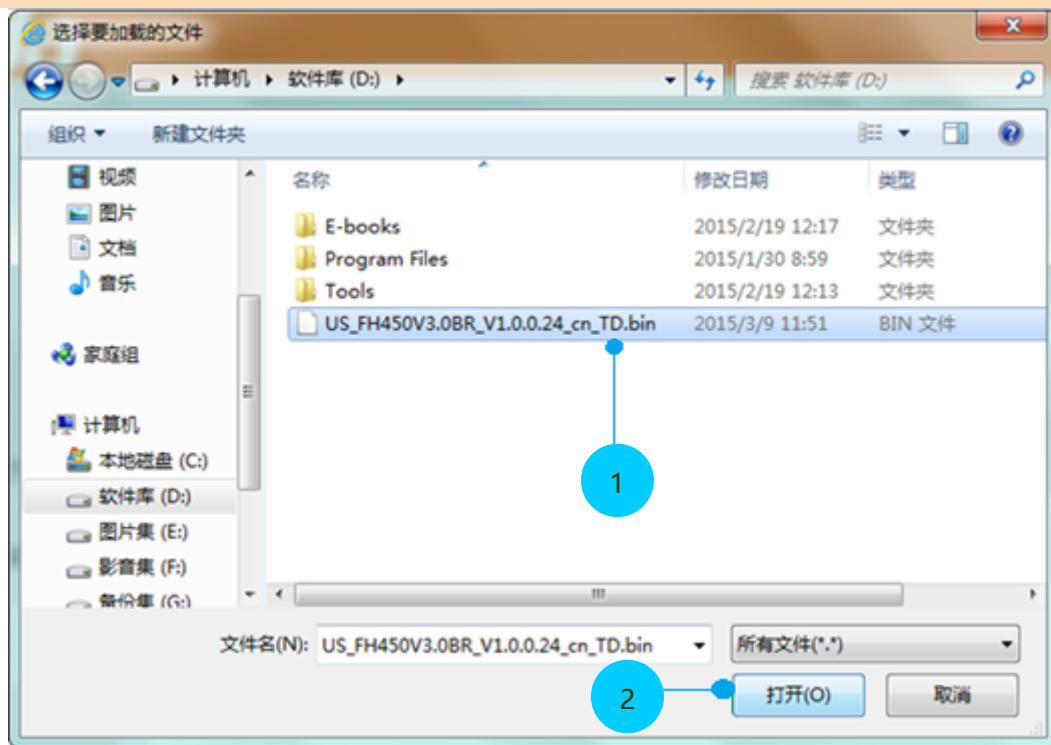 选择要加载的文件
计算机 软件库 (D:)
搜索 软件库 (D:)
组织 新建文件夹
视频
图片
文档
音乐
家庭组
计算机
本地磁盘 (C:)
软件库 (D:)
图片集 (E:)
影音集 (F:)
备份集 (G:)
名称 修改日期 类型
E-books 2015/2/19 12:17 文件夹
Program Files 2015/1/30 8:59 文件夹
Tools 2015/2/19 12:13 文件夹
US_FH450V3.0BR_V1.0.0.24_cn_TD.bin 2015/3/9 11:51 BIN 文件
1
文件名(N): US_FH450V3.0BR_V1.0.0.24_cn_TD.bin 所有文件(*.*)
2 打开(O) 取消